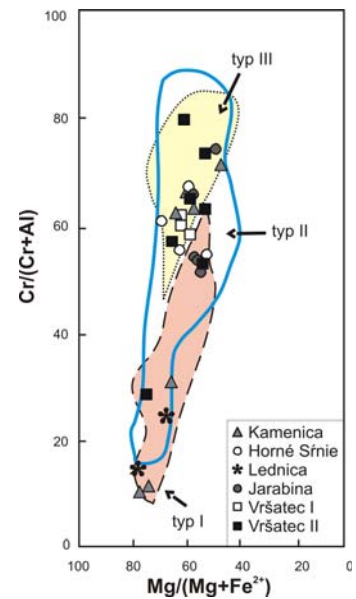 100
80
60
40
20
0
Cr/(Cr+Al)
typ III
typ II
typ I
Kamenica
Horné Sŕnie
Lednica
Jarabina
Vršatec I
Vršatec II
100 80 60 40 20 0
Mg/(Mg+Fe²⁺)